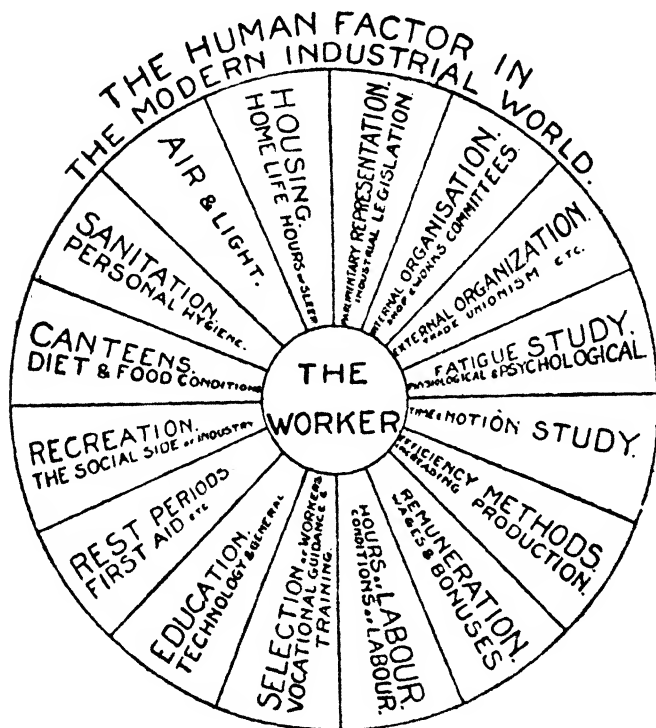 THE HUMAN FACTOR IN
THE MODERN INDUSTRIAL WORLD.
THE
WORKER
HOUSING.
HOME LIFE HOURS OF SLEEP
PARLIMENTARY REPRESENTATION.
INDUSTRIAL LEGISLATION
INTERNAL ORGANISATION.
SHOP & WORKS COMMITTEES.
EXTERNAL ORGANIZATION.
TRADE UNIONISM ETC.
FATIGUE STUDY.
PHYSIOLOGICAL & PSYCHOLOGICAL
TIME & MOTION STUDY.
EFFICIENCY METHODS.
PRODUCTION.
REMUNERATION.
WAGES & BONUSES
HOURS OF LABOUR.
CONDITIONS OF LABOUR.
SELECTION OF WORKERS
VOCATIONAL GUIDANCE &
TRAINING.
EDUCATION.
TECHNOLOGY & GENERAL
REST PERIODS
FIRST AID ETC
RECREATION.
THE SOCIAL SIDE OF INDUSTRY
CANTEENS.
DIET & FOOD CONDITIONS
SANITATION.
PERSONAL HYGIENE.
AIR & LIGHT.